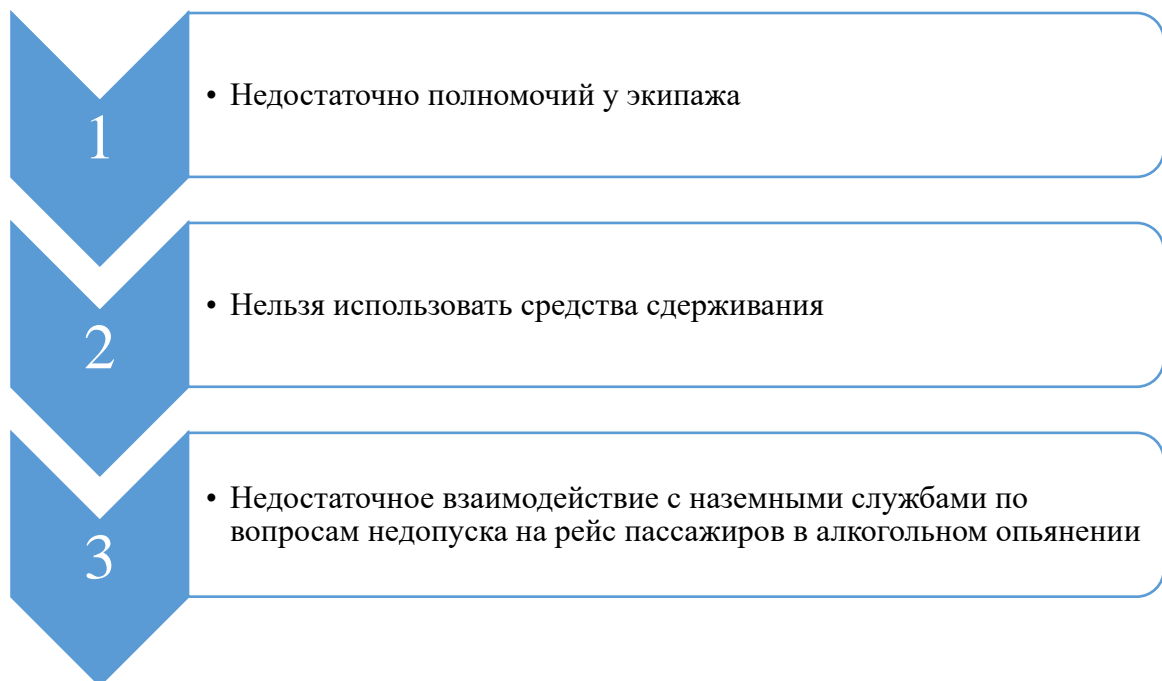 1
• Недостаточно полномочий у экипажа
2
• Нельзя использовать средства сдерживания
3
• Недостаточное взаимодействие с наземными службами по
вопросам недопуска на рейс пассажиров в алкогольном опьянении